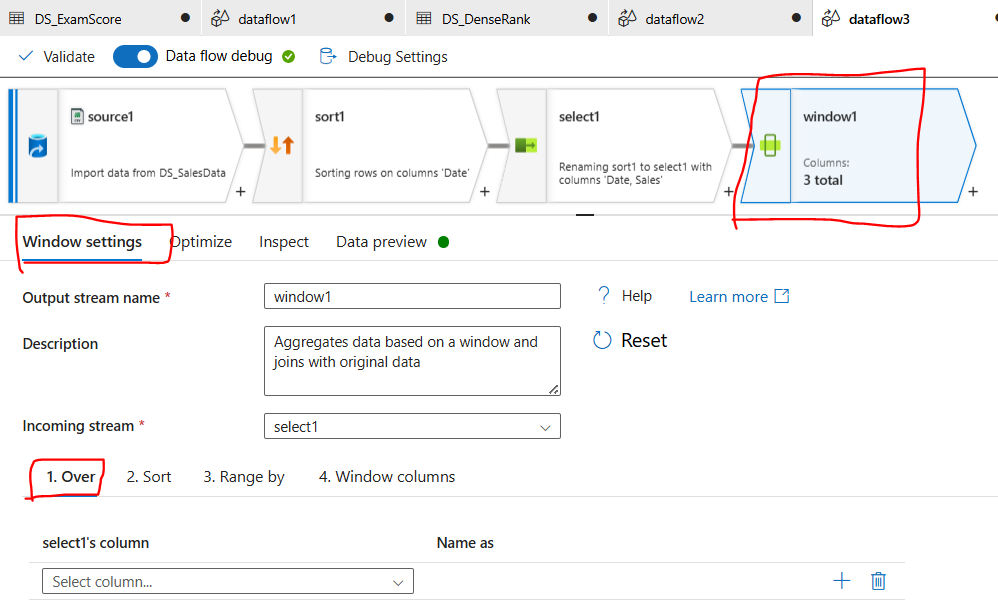 DS_ExamScore dataflow1 DS_DenseRank dataflow2 dataflow3
Validate Data flow debug Debug Settings
source1 sort1 select1 window1
Import data from DS_SalesData
Sorting rows on columns 'Date'
Renaming sort1 to select1 with
columns 'Date, Sales'
Columns:
3 total
Window settings Optimize Inspect Data preview
Output stream name * window1 Help Learn more
Description Aggregates data based on a window and
joins with original data
Reset
Incoming stream * select1
1. Over 2. Sort 3. Range by 4. Window columns
select1's column Name as
Select column...